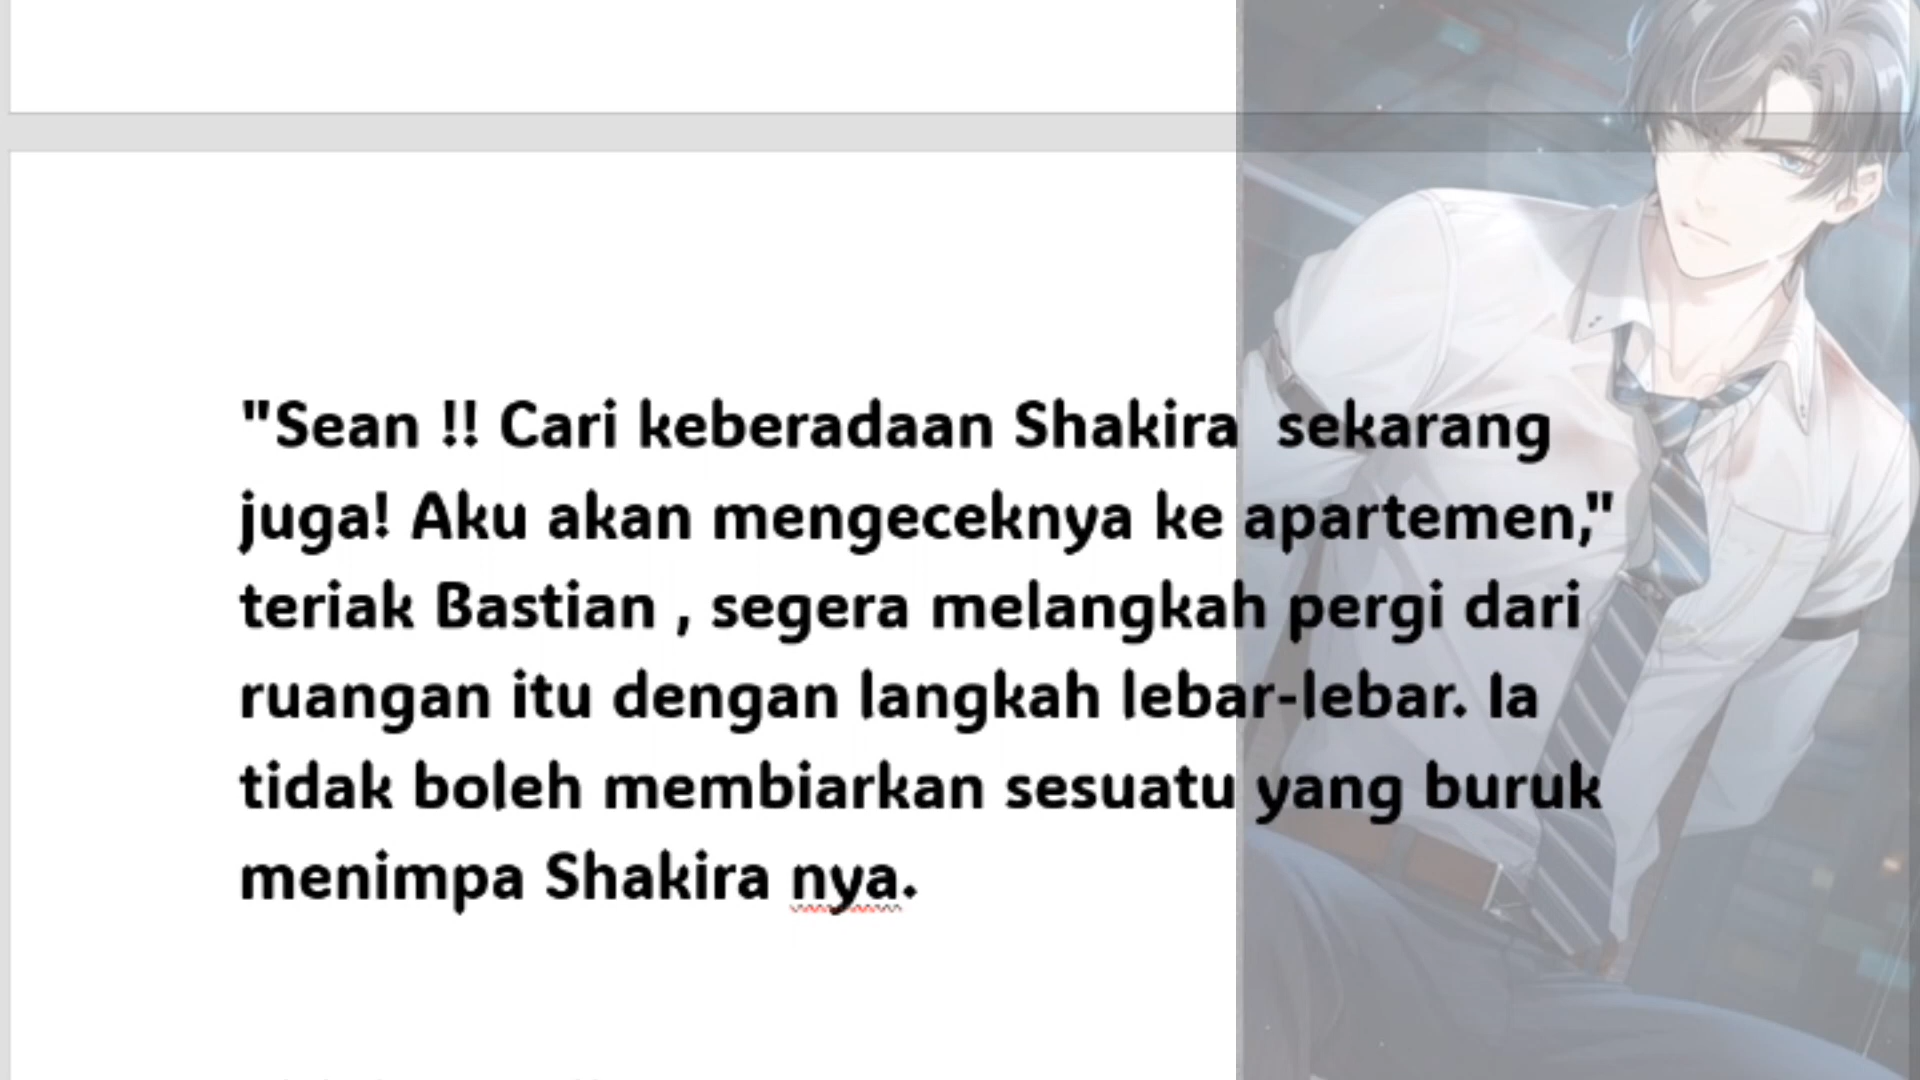 "Sean !! Cari keberadaan Shakira  sekarang
juga! Aku akan mengeceknya ke apartemen,"
teriak Bastian , segera melangkah pergi dari
ruangan itu dengan langkah lebar-lebar. Ia
tidak boleh membiarkan sesuatu yang buruk
menimpa Shakira nya.